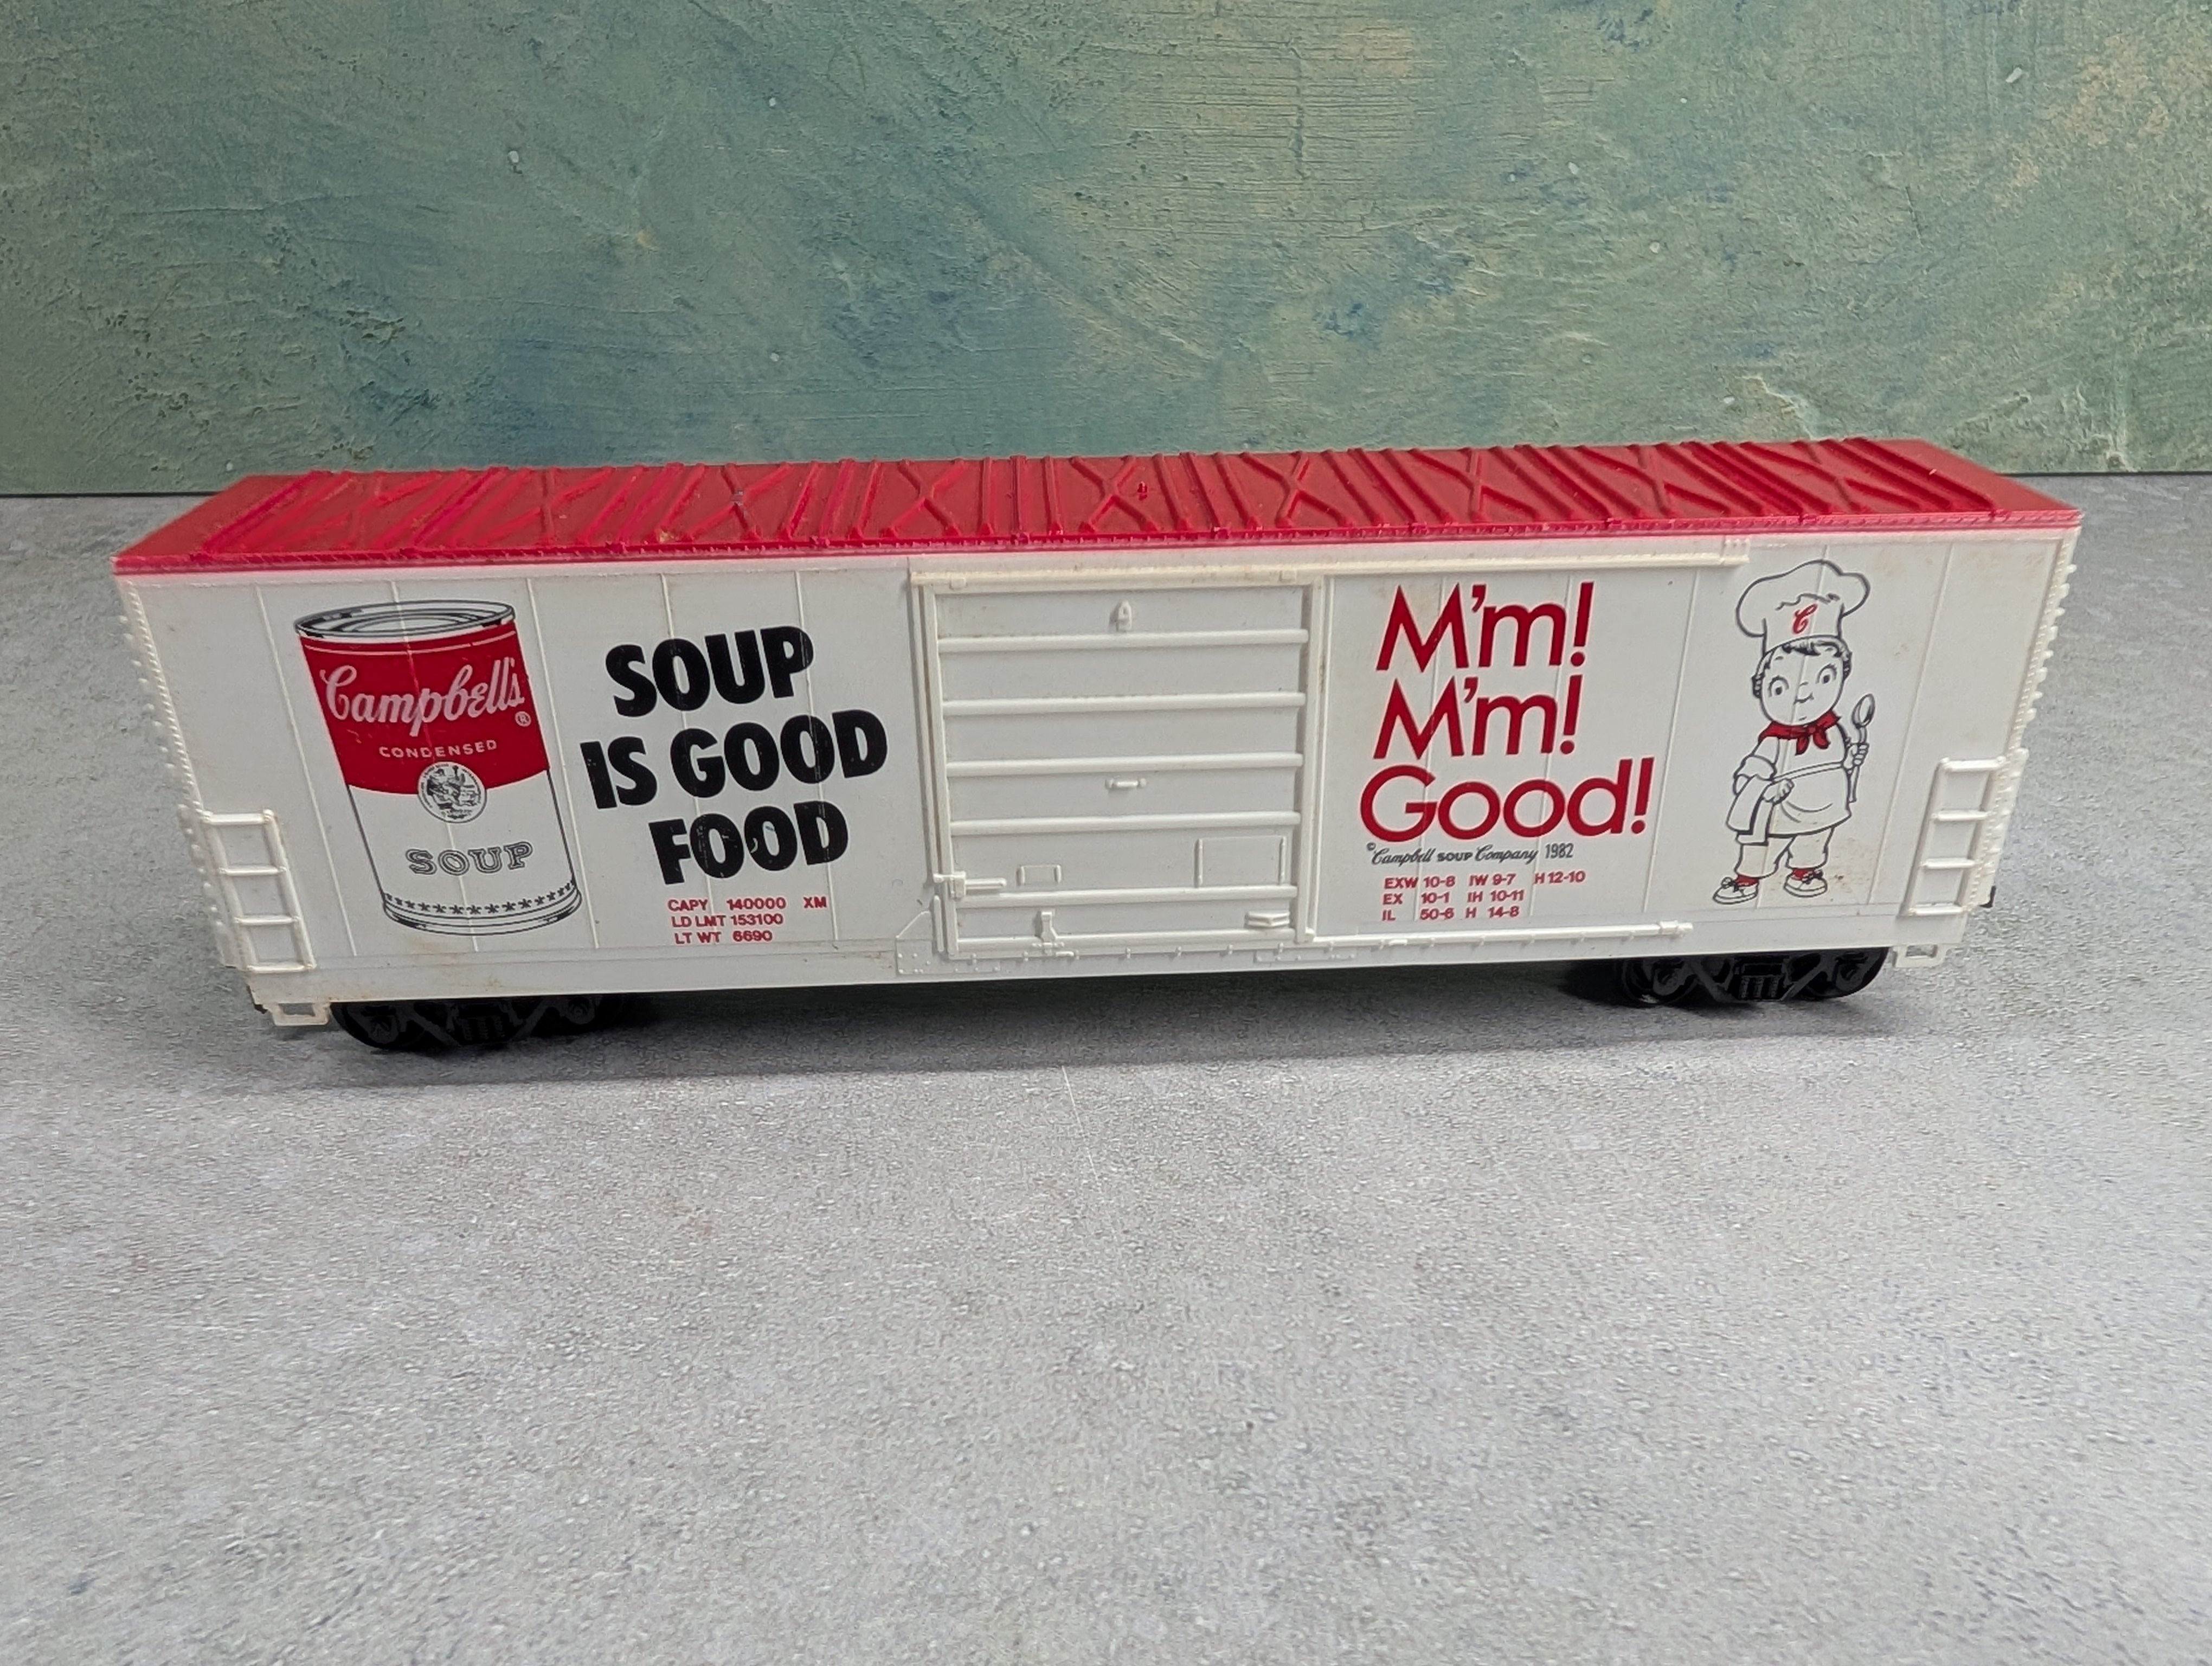 Campbell's®
CONDENSED
SOUP
SOUP
IS GOOD
FOOD
CAPY 140000 XM
LD LMT 153100
LT WT 6690
M'm!
M'm!
Good!
©Campbell SOUP Company 1982
EXW 10-8 IW 9-7 H 12-10
EX 10-1 IH 10-11
IL 50-6 H 14-8
C